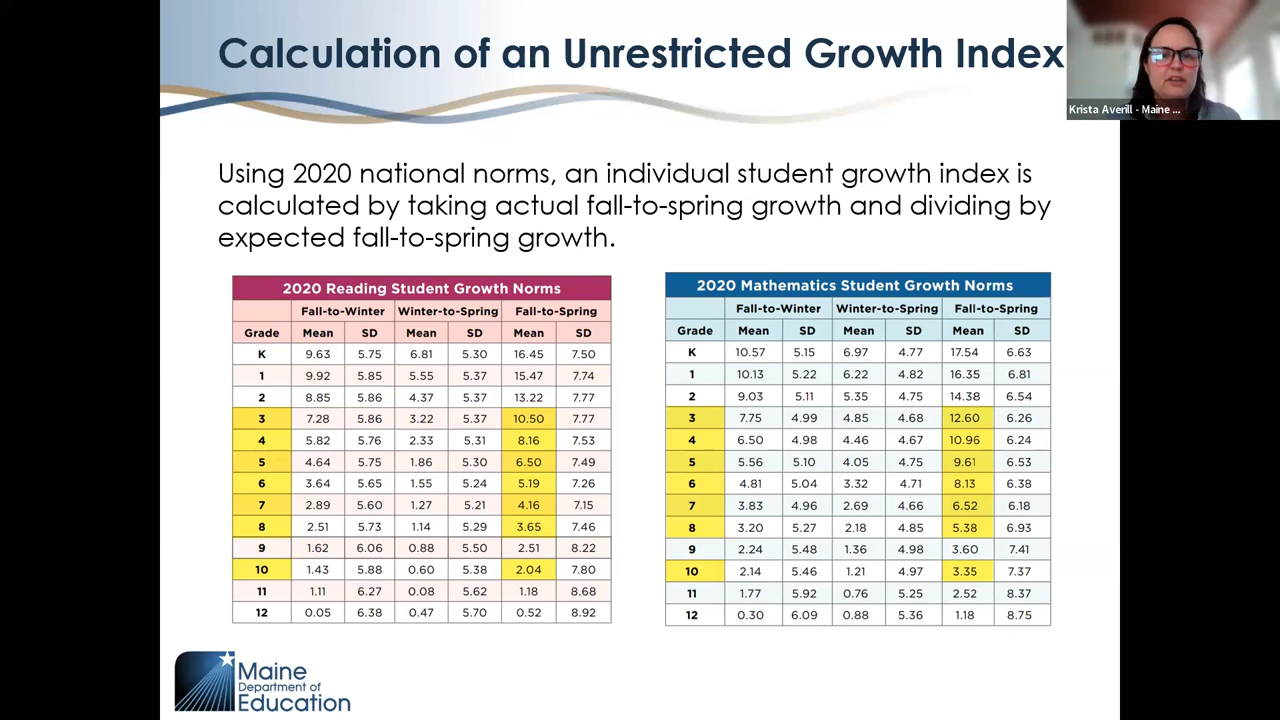 Calculation of an Unrestricted Growth Index
Krista Averill - Maine ...
Using 2020 national norms, an individual student growth index is
calculated by taking actual fall-to-spring growth and dividing by
expected fall-to-spring growth.
2020 Reading Student Growth Norms
Fall-to-Winter Winter-to-Spring Fall-to-Spring
Grade Mean SD Mean SD Mean SD
K 9.63 5.75 6.81 5.30 16.45 7.50
1 9.92 5.85 5.55 5.37 15.47 7.74
2 8.85 5.86 4.37 5.37 13.22 7.77
3 7.28 5.86 3.22 5.37 10.50 7.77
4 5.82 5.76 2.33 5.31 8.16 7.53
5 4.64 5.75 1.86 5.30 6.50 7.49
6 3.64 5.65 1.55 5.24 5.19 7.26
7 2.89 5.60 1.27 5.21 4.16 7.15
8 2.51 5.73 1.14 5.29 3.65 7.46
9 1.62 6.06 0.88 5.50 2.51 8.22
10 1.43 5.88 0.60 5.38 2.04 7.80
11 1.11 6.27 0.08 5.62 1.18 8.68
12 0.05 6.38 0.47 5.70 0.52 8.92
2020 Mathematics Student Growth Norms
Fall-to-Winter Winter-to-Spring Fall-to-Spring
Grade Mean SD Mean SD Mean SD
K 10.57 5.15 6.97 4.77 17.54 6.63
1 10.13 5.22 6.22 4.82 16.35 6.81
2 9.03 5.11 5.35 4.75 14.38 6.54
3 7.75 4.99 4.85 4.68 12.60 6.26
4 6.50 4.98 4.46 4.67 10.96 6.24
5 5.56 5.10 4.05 4.75 9.61 6.53
6 4.81 5.04 3.32 4.71 8.13 6.38
7 3.83 4.96 2.69 4.66 6.52 6.18
8 3.20 5.27 2.18 4.85 5.38 6.93
9 2.24 5.48 1.36 4.98 3.60 7.41
10 2.14 5.46 1.21 4.97 3.35 7.37
11 1.77 5.92 0.76 5.25 2.52 8.37
12 0.30 6.09 0.88 5.36 1.18 8.75
Maine
Department of
Education